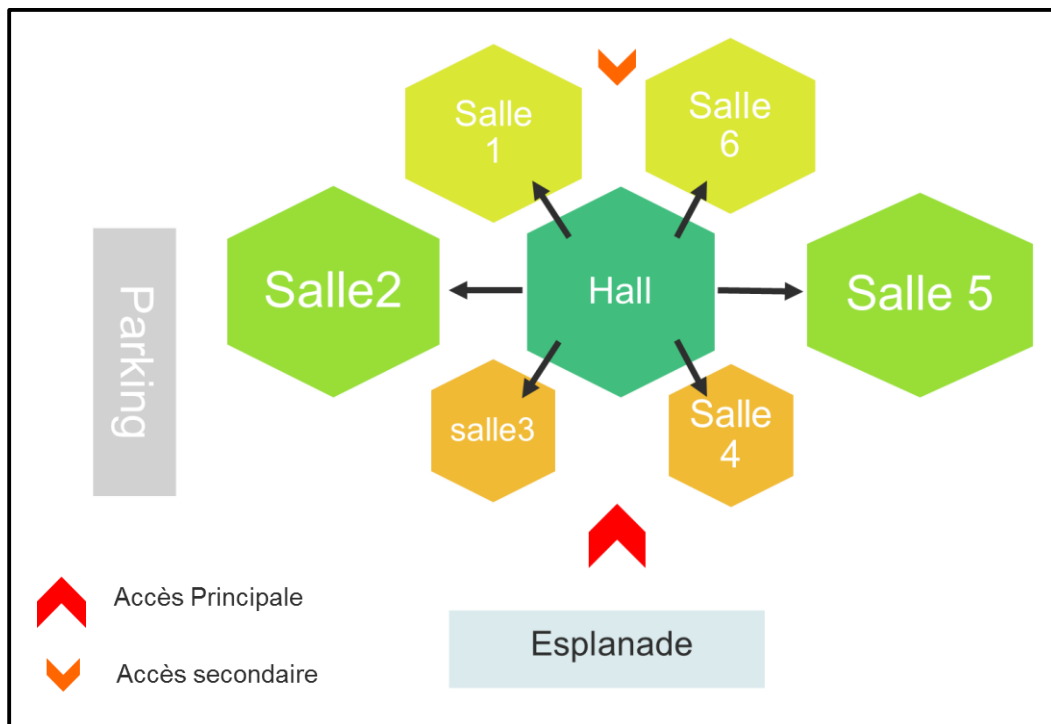 Salle
1
Salle
6
Salle2
Hall
Salle 5
Parking
salle3
Salle
4
Accès Principale
Esplanade
Accès secondaire